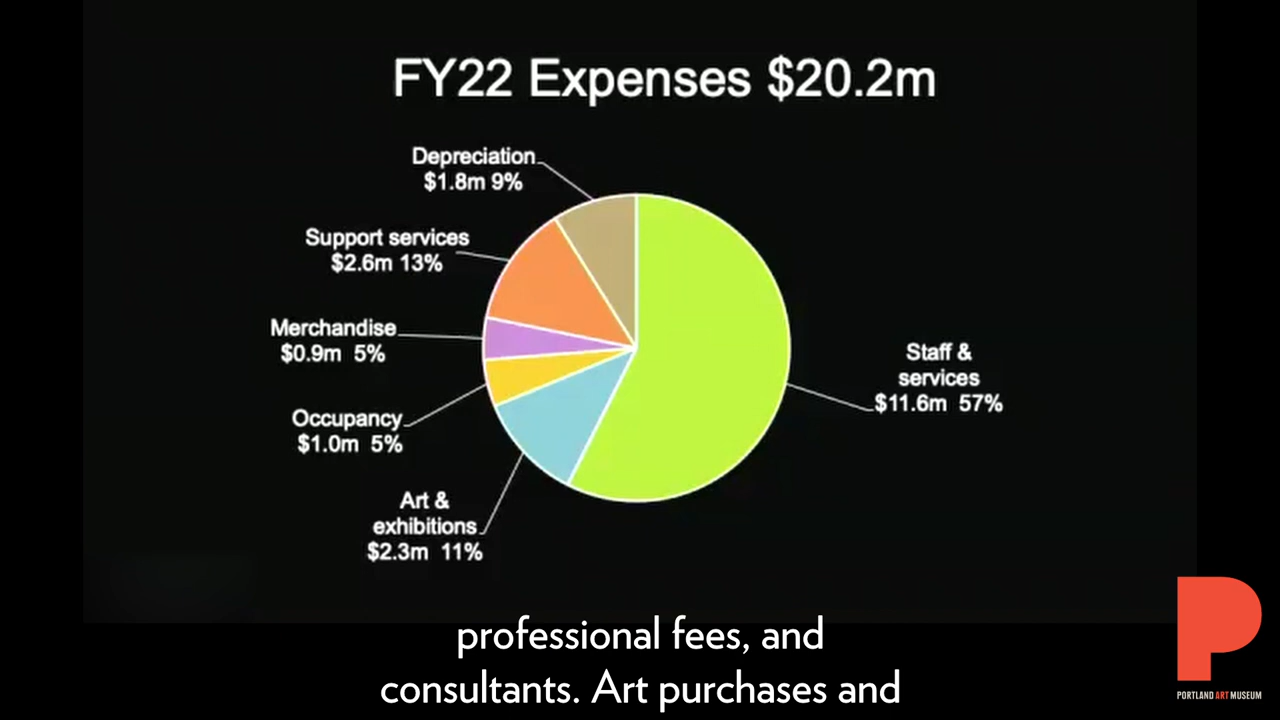 FY22 Expenses $20.2m
Depreciation
$1.8m 9%
Support services
$2.6m 13%
Merchandise
$0.9m 5%
Occupancy
$1.0m 5%
Art &
exhibitions
$2.3m 11%
Staff &
services
$11.6m 57%
professional fees, and
consultants. Art purchases and
P
PORTLAND ART MUSEUM